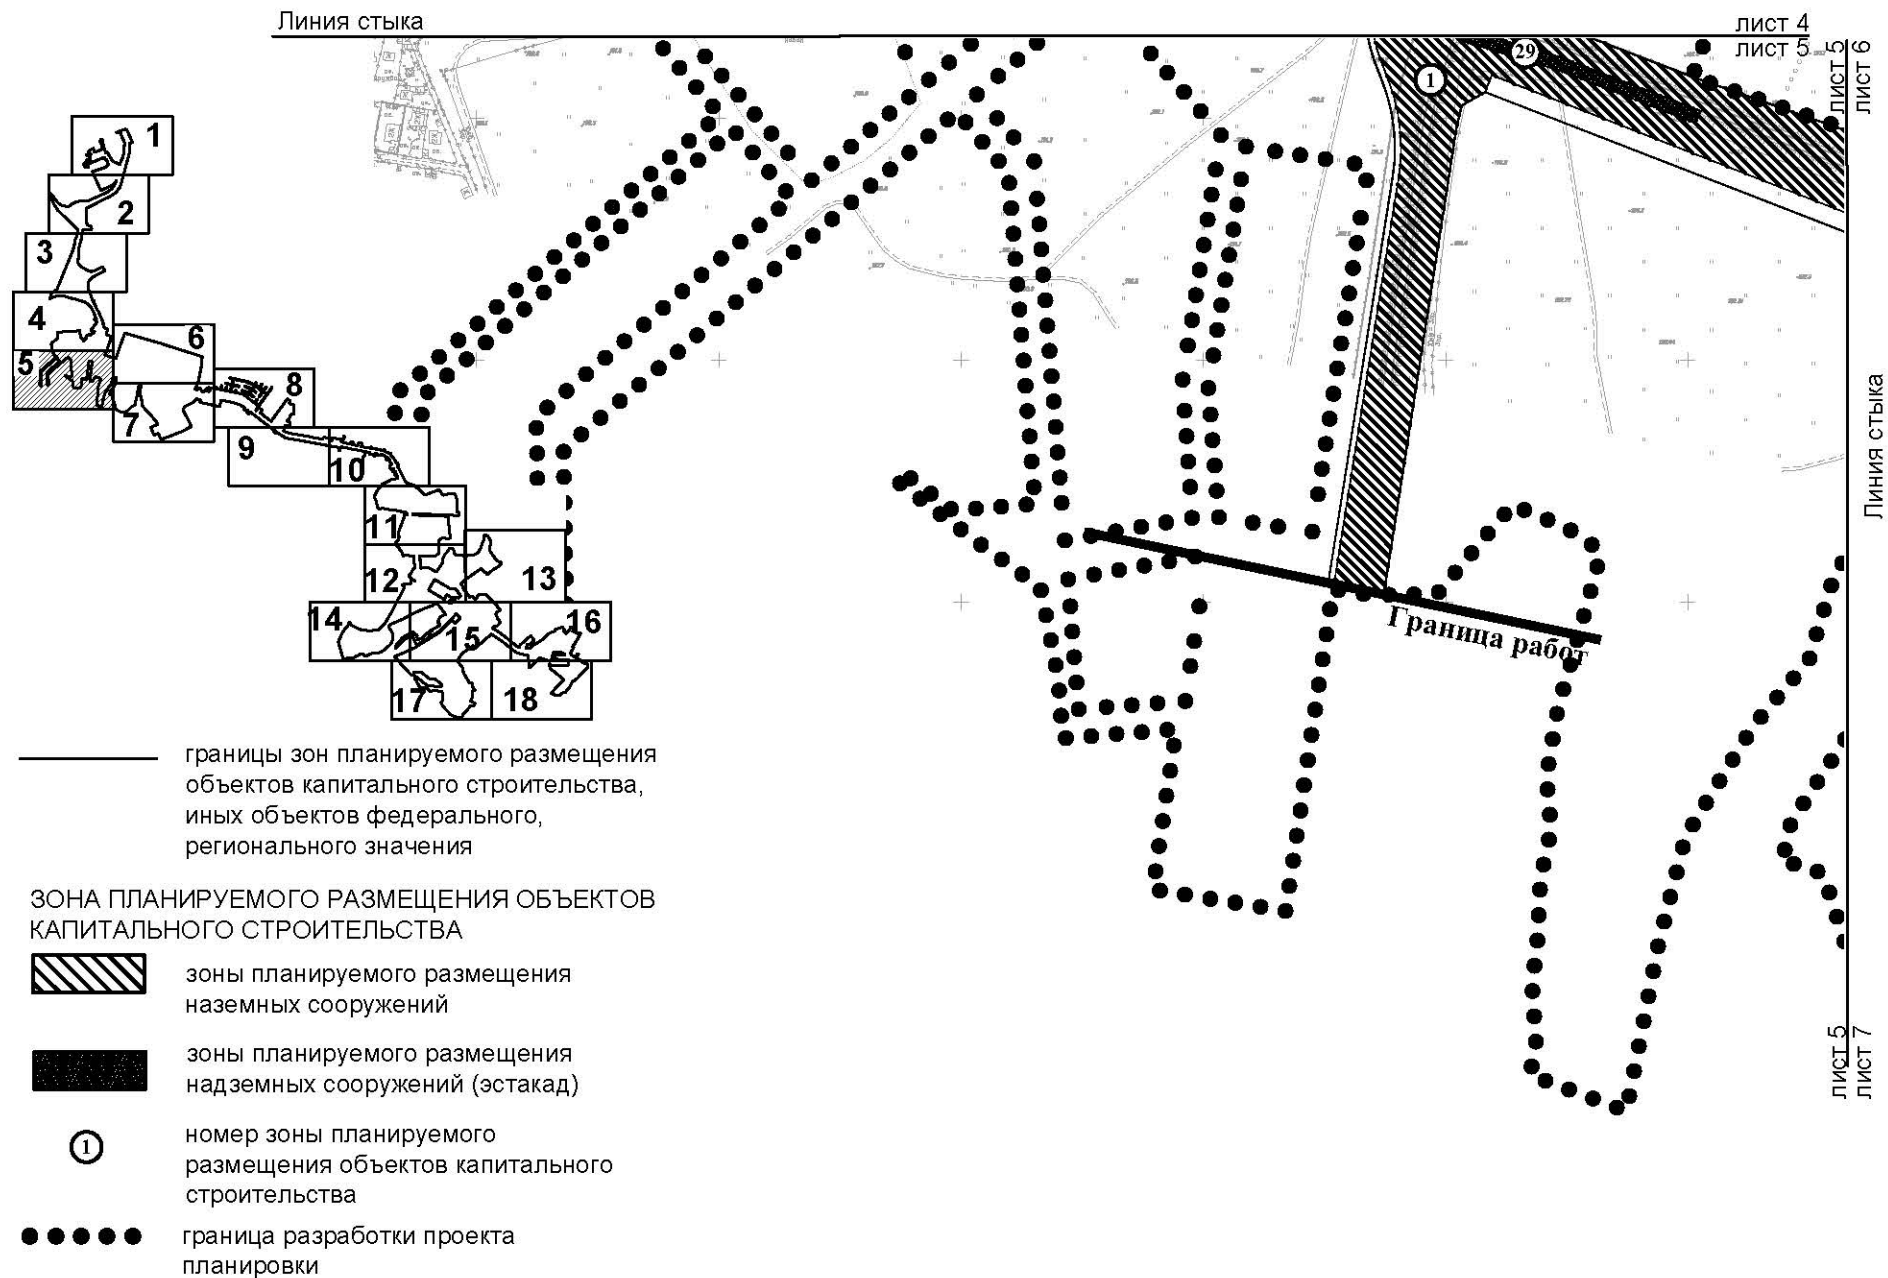 Линия стыка
лист 4
лист 5
лист 5
лист 6
29
1
1
2
3
4
5
6
7
8
9
10
11
12
13
14
15
16
17
18
Линия стыка
Граница работ
лист 5
лист 7
границы зон планируемого размещения
объектов капитального строительства,
иных объектов федерального,
регионального значения
ЗОНА ПЛАНИРУЕМОГО РАЗМЕЩЕНИЯ ОБЪЕКТОВ
КАПИТАЛЬНОГО СТРОИТЕЛЬСТВА
зоны планируемого размещения
наземных сооружений
зоны планируемого размещения
надземных сооружений (эстакад)
1
номер зоны планируемого
размещения объектов капитального
строительства
граница разработки проекта
планировки